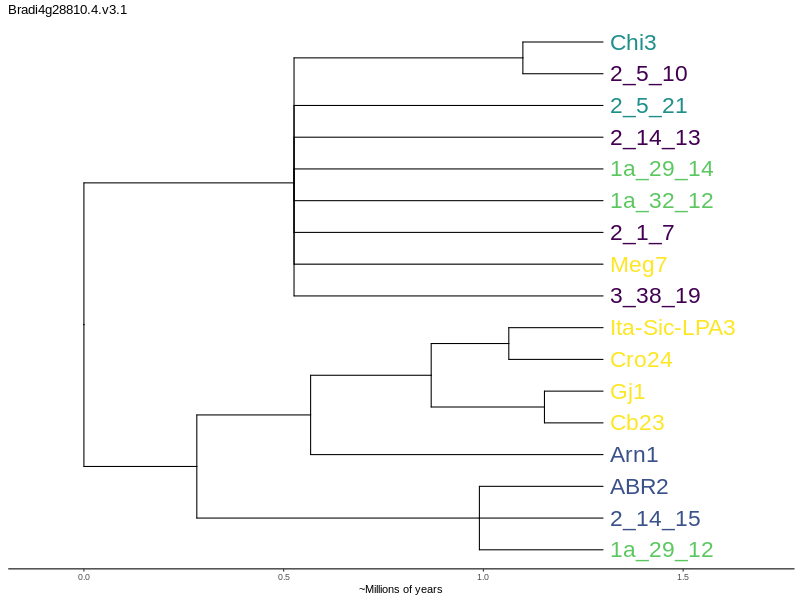 Bradi4g28810.4.v3.1
Chi3
2_5_10
2_5_21
2_14_13
1a_29_14
1a_32_12
2_1_7
Meg7
3_38_19
Ita-Sic-LPA3
Cro24
Gj1
Cb23
Arn1
ABR2
2_14_15
1a_29_12
0.0 0.5 1.0 1.5
~Millions of years